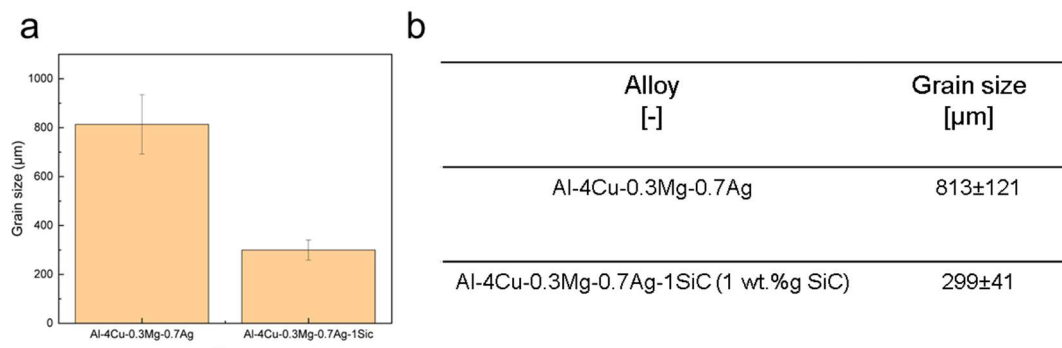 a
1000
800
600
400
200
0
Grain size (µm)
Al-4Cu-0.3Mg-0.7Ag
Al-4Cu-0.3Mg-0.7Ag-1Sic
b
Alloy
[-]
Grain size
[µm]
Al-4Cu-0.3Mg-0.7Ag
813±121
Al-4Cu-0.3Mg-0.7Ag-1SiC (1 wt.%g SiC)
299±41